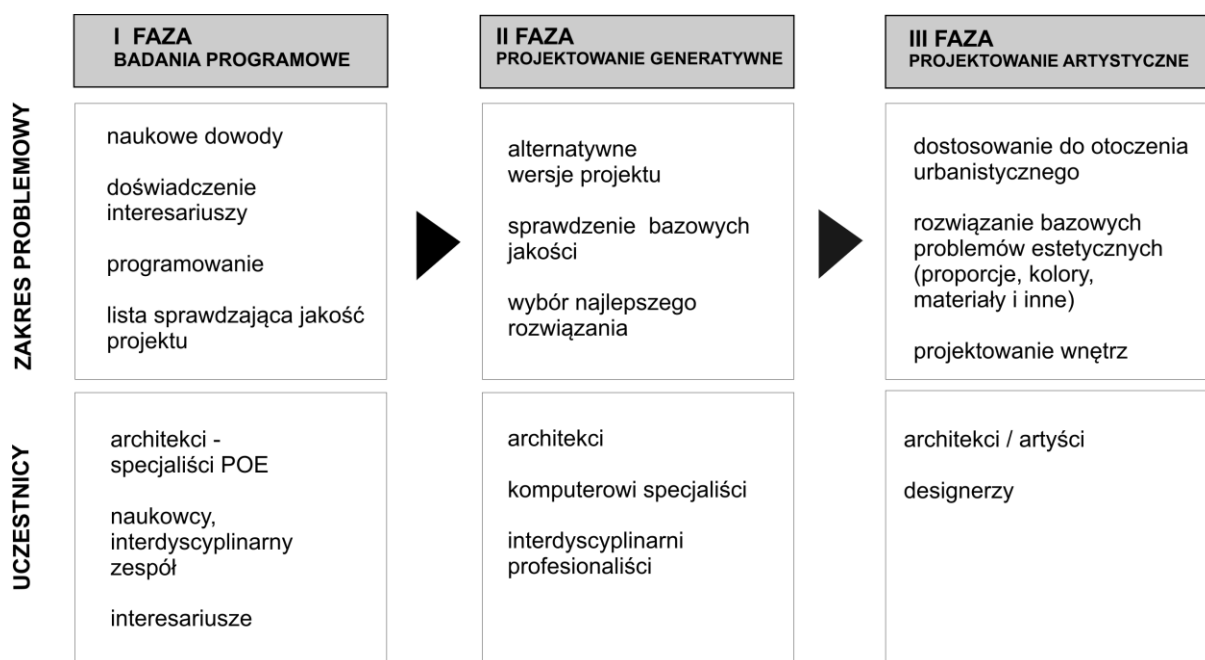 I FAZA
BADANIA PROGRAMOWE
II FAZA
PROJEKTOWANIE GENERATYWNE
III FAZA
PROJEKTOWANIE ARTYSTYCZNE
ZAKRES PROBLEMOWY
naukowe dowody
doświadczenie
interesariuszy
programowanie
lista sprawdzająca jakość
projektu
alternatywne
wersje projektu
sprawdzenie bazowych
jakości
wybór najlepszego
rozwiązania
dostosowanie do otoczenia
urbanistycznego
rozwiązanie bazowych
problemów estetycznych
(proporcje, kolory,
materiały i inne)
projektowanie wnętrz
UCZESTNICY
architekci -
specjaliści POE
naukowcy,
interdyscyplinarny
zespół
interesariusze
architekci
komputerowi specjaliści
interdyscyplinarni
profesionaliści
architekci / artyści
designerzy